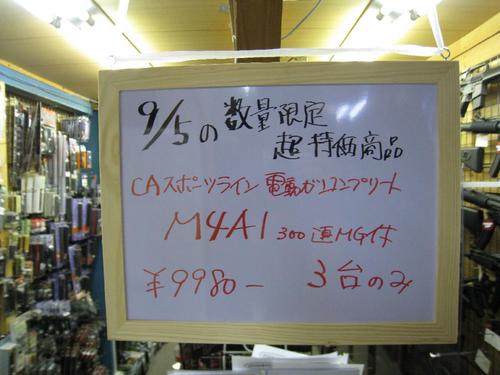 9/5の数量限定
超特価商品
CAスポーツライン 電動ガンコンプリート
M4A1 300連MG付
¥9980- 3台のみ